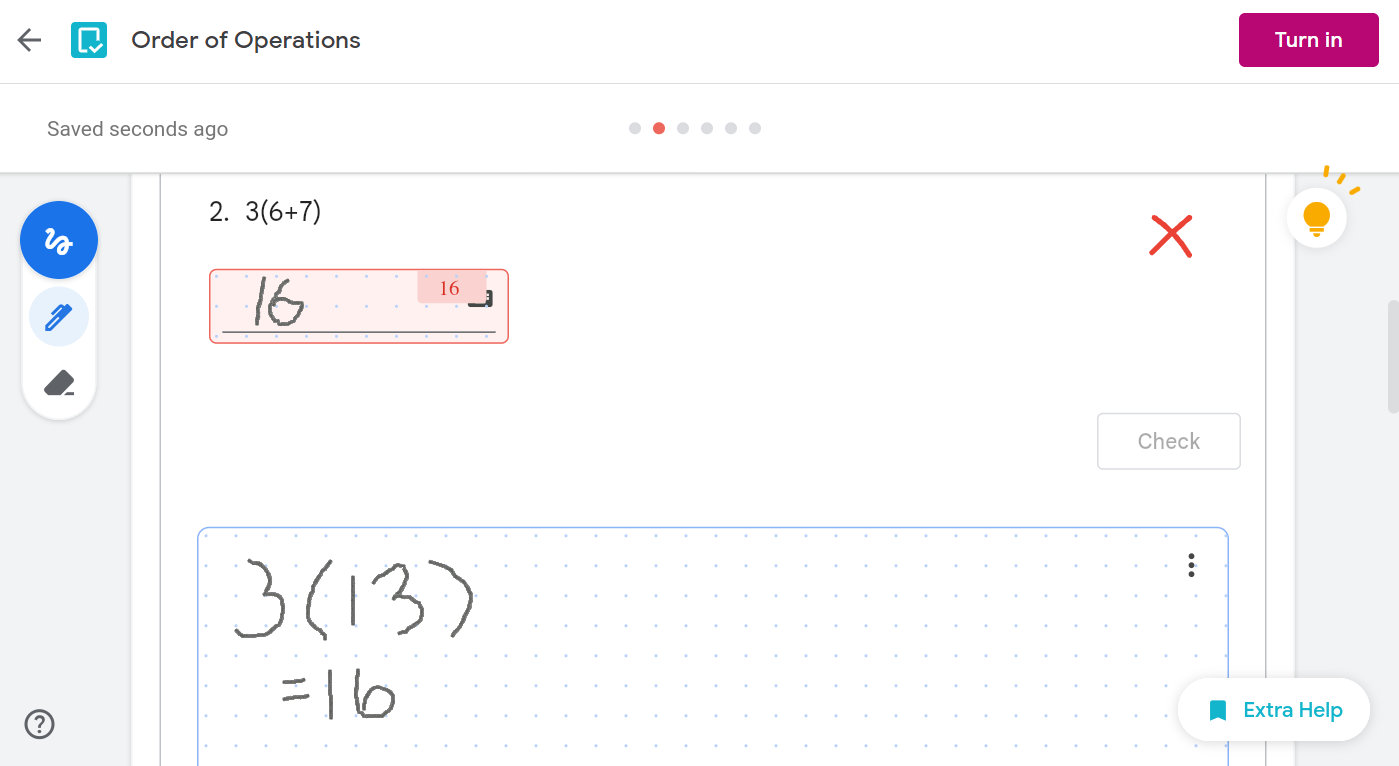 Order of Operations
Turn in
Saved seconds ago
2. 3(6+7)
16
16
Check
3(13)
=16
Extra Help